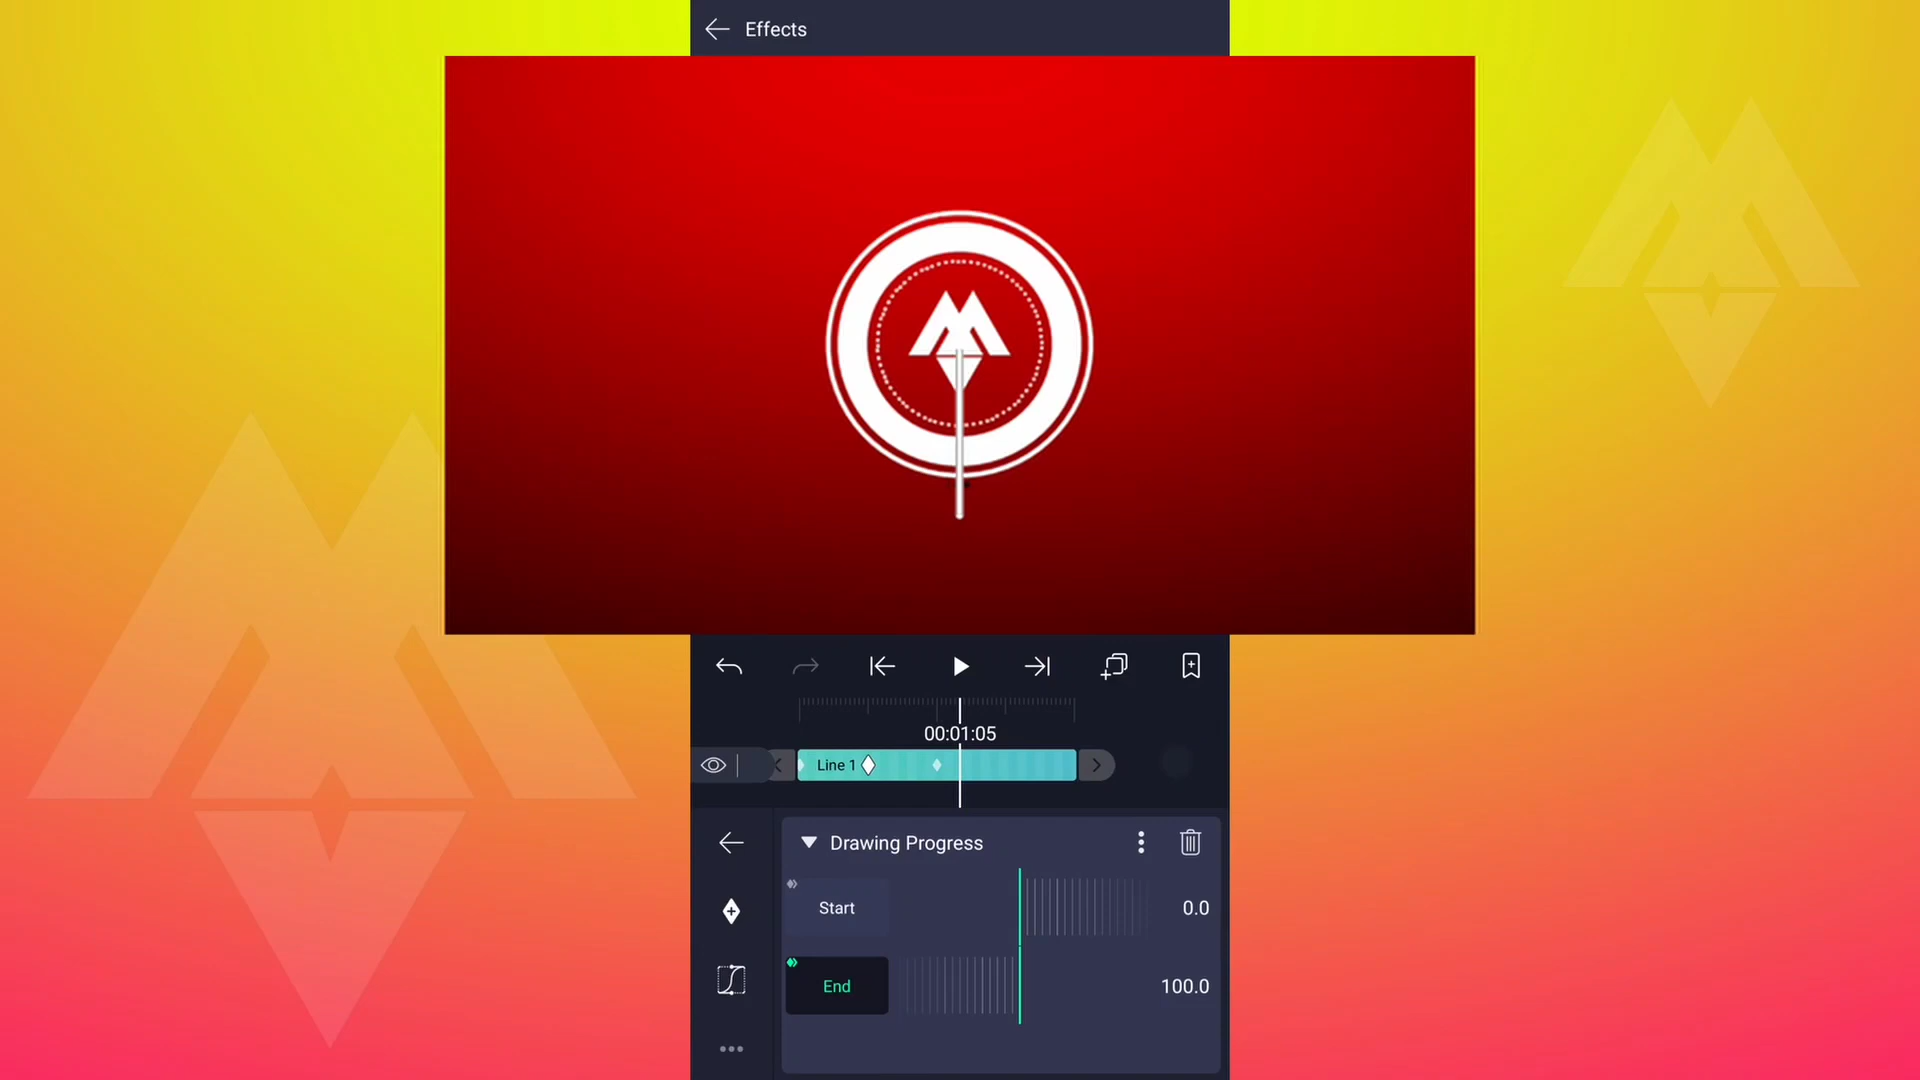 Effects
00:01:05
Line 1
Drawing Progress
Start
0.0
End
100.0